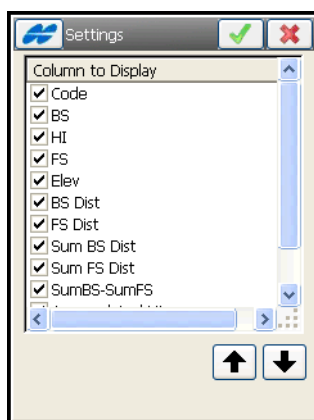 Settings
Column to Display
Code
BS
HI
FS
Elev
BS Dist
FS Dist
Sum BS Dist
Sum FS Dist
SumBS-SumFS